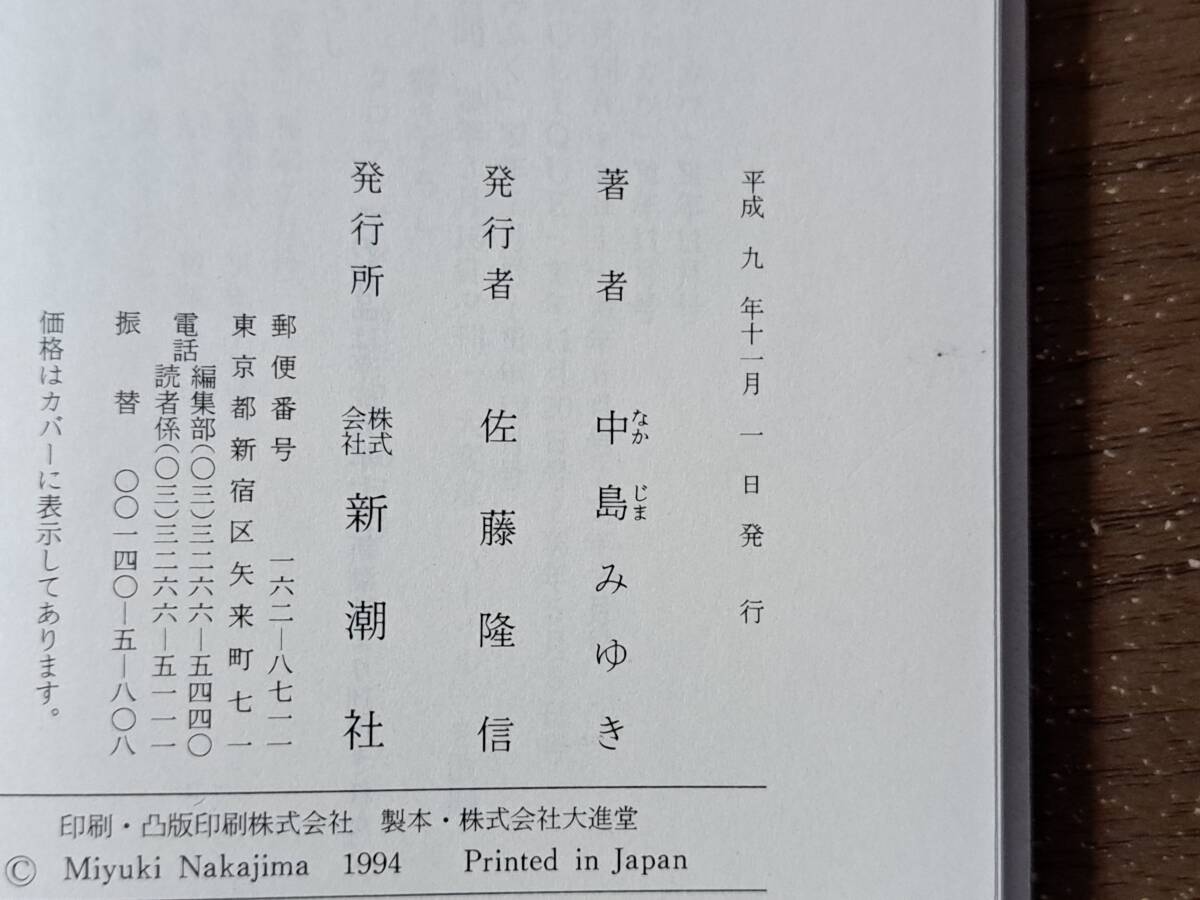 平成九年十一月一日発行
著者 中島みゆき
なか じま
発行者 佐藤隆信
発行所 株式会社 新潮社
郵便番号 一六二―八七一一
東京都新宿区矢来町七一
電話 編集部(〇三)三二六六―五四四〇
読者係(〇三)三二六六―五一一一
振替 〇〇一四〇―五―八〇八
価格はカバーに表示してあります。
印刷・凸版印刷株式会社 製本・株式会社大進堂
© Miyuki Nakajima 1994 Printed in Japan